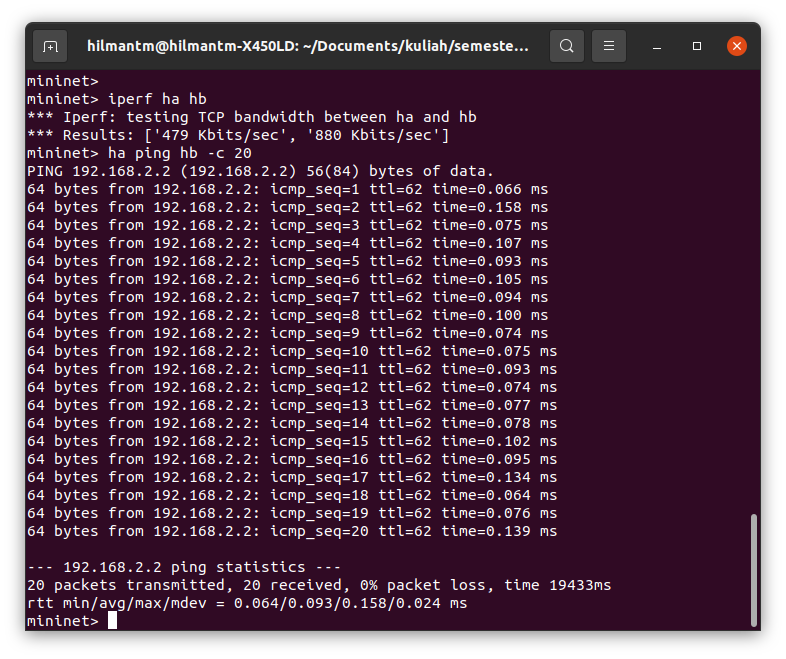 hilmantm@hilmantm-X450LD: ~/Documents/kuliah/semeste...
mininet>
mininet> iperf ha hb
*** Iperf: testing TCP bandwidth between ha and hb
*** Results: ['479 Kbits/sec', '880 Kbits/sec']
mininet> ha ping hb -c 20
PING 192.168.2.2 (192.168.2.2) 56(84) bytes of data.
64 bytes from 192.168.2.2: icmp_seq=1 ttl=62 time=0.066 ms
64 bytes from 192.168.2.2: icmp_seq=2 ttl=62 time=0.158 ms
64 bytes from 192.168.2.2: icmp_seq=3 ttl=62 time=0.075 ms
64 bytes from 192.168.2.2: icmp_seq=4 ttl=62 time=0.107 ms
64 bytes from 192.168.2.2: icmp_seq=5 ttl=62 time=0.093 ms
64 bytes from 192.168.2.2: icmp_seq=6 ttl=62 time=0.105 ms
64 bytes from 192.168.2.2: icmp_seq=7 ttl=62 time=0.094 ms
64 bytes from 192.168.2.2: icmp_seq=8 ttl=62 time=0.100 ms
64 bytes from 192.168.2.2: icmp_seq=9 ttl=62 time=0.074 ms
64 bytes from 192.168.2.2: icmp_seq=10 ttl=62 time=0.075 ms
64 bytes from 192.168.2.2: icmp_seq=11 ttl=62 time=0.093 ms
64 bytes from 192.168.2.2: icmp_seq=12 ttl=62 time=0.074 ms
64 bytes from 192.168.2.2: icmp_seq=13 ttl=62 time=0.077 ms
64 bytes from 192.168.2.2: icmp_seq=14 ttl=62 time=0.078 ms
64 bytes from 192.168.2.2: icmp_seq=15 ttl=62 time=0.102 ms
64 bytes from 192.168.2.2: icmp_seq=16 ttl=62 time=0.095 ms
64 bytes from 192.168.2.2: icmp_seq=17 ttl=62 time=0.134 ms
64 bytes from 192.168.2.2: icmp_seq=18 ttl=62 time=0.064 ms
64 bytes from 192.168.2.2: icmp_seq=19 ttl=62 time=0.076 ms
64 bytes from 192.168.2.2: icmp_seq=20 ttl=62 time=0.139 ms
--- 192.168.2.2 ping statistics ---
20 packets transmitted, 20 received, 0% packet loss, time 19433ms
rtt min/avg/max/mdev = 0.064/0.093/0.158/0.024 ms
mininet>